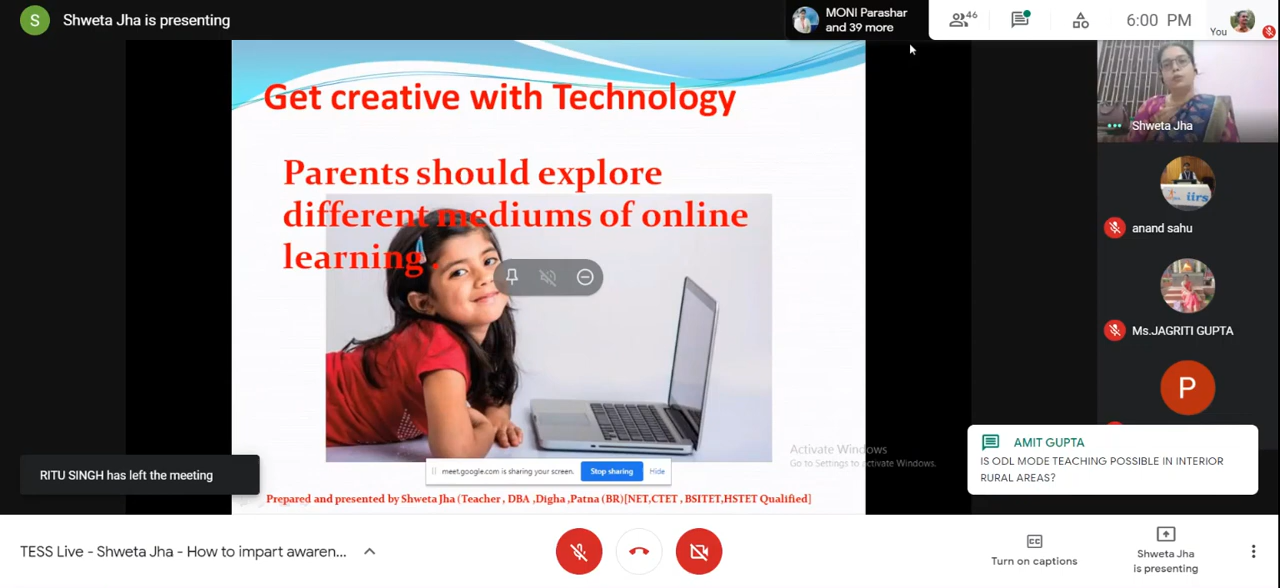 S
Shweta Jha is presenting
MONI Parashar
and 39 more
46
6:00 PM
You
Get creative with Technology
Parents should explore
different mediums of online
learning .
Shweta Jha
iirs
anand sahu
Ms.JAGRITI GUPTA
P
Activate Windows
Go to Settings to activate Windows.
AMIT GUPTA
IS ODL MODE TEACHING POSSIBLE IN INTERIOR
RURAL AREAS?
RITU SINGH has left the meeting
meet.google.com is sharing your screen.
Stop sharing
Hide
Prepared and presented by Shweta Jha (Teacher , DBA ,Digha ,Patna (BR)[NET,CTET , BSITET,HSTET Qualified]
TESS Live - Shweta Jha - How to impart awaren...
CC
Turn on captions
Shweta Jha
is presenting